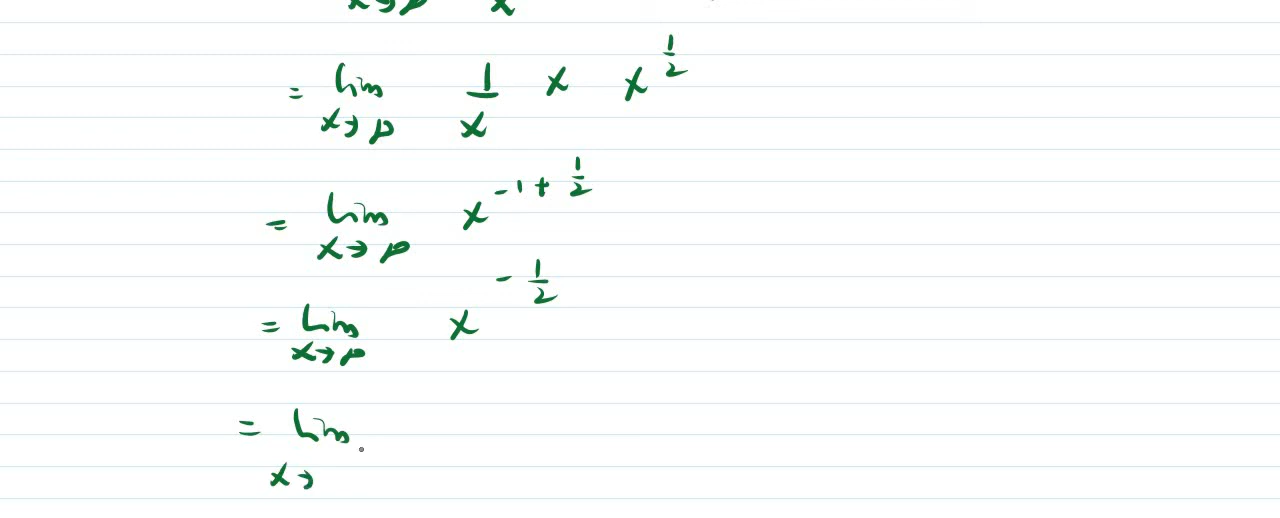 x→∞ x
= lim x→∞ 1/x × x^(1/2)
= lim x→∞ x^(-1 + 1/2)
= lim x→∞ x^(-1/2)
= lim x→